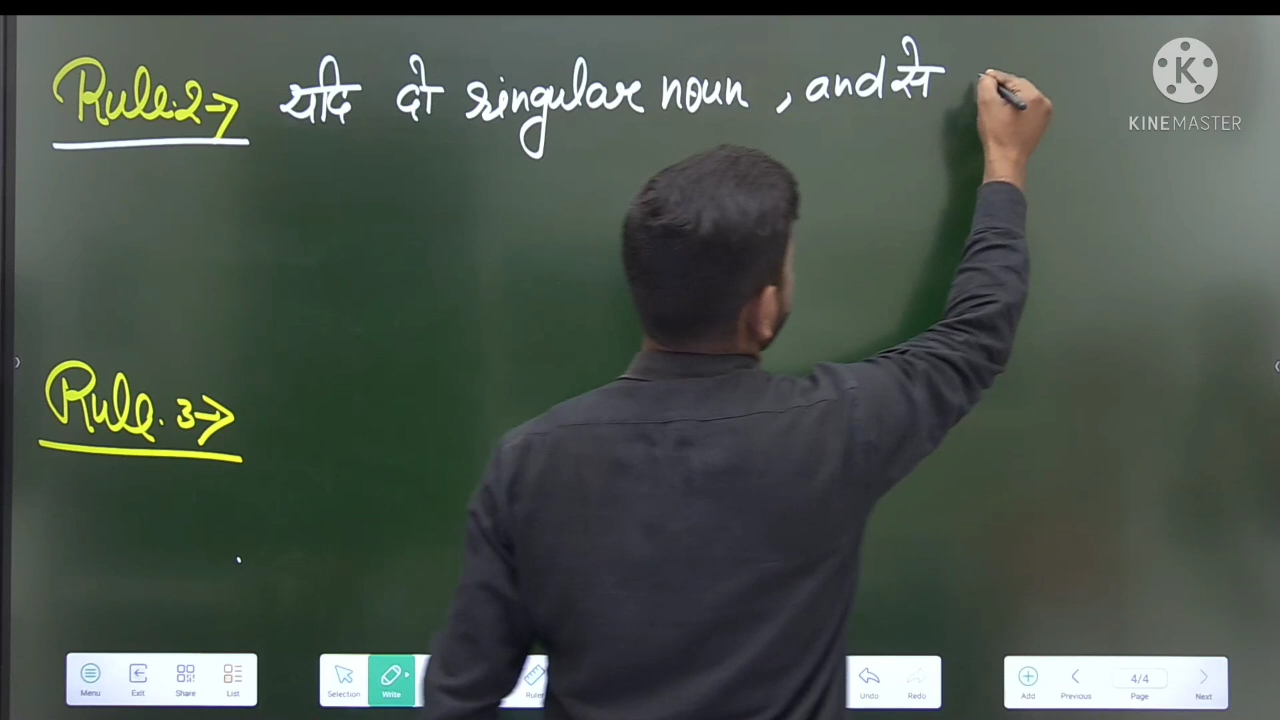 Rule.2→ यदि दो singular noun , and से
K
KINEMASTER
Rule. 3→
Menu Exit Share List Selection Write Ruler Undo Redo Add Previous 4/4 Page Next